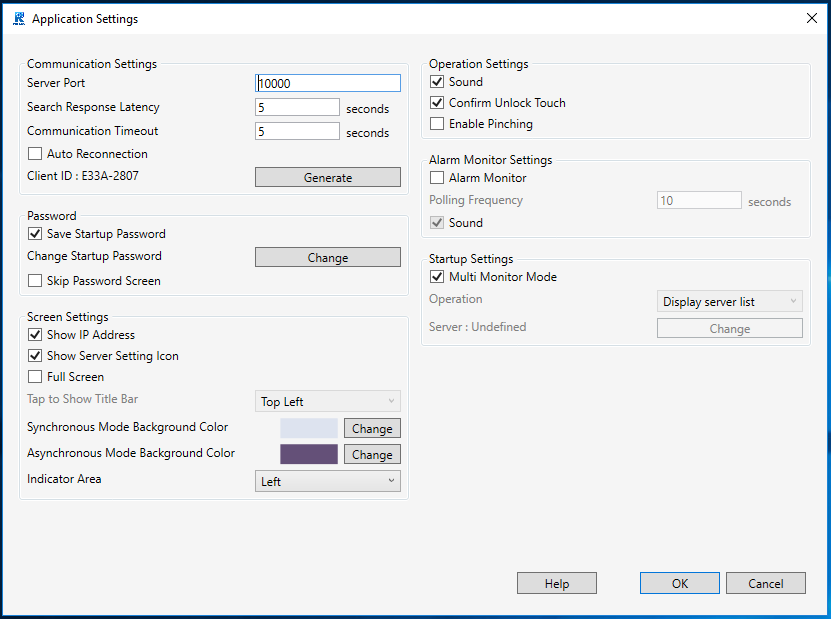 Application Settings
Communication Settings
Server Port 10000
Search Response Latency 5 seconds
Communication Timeout 5 seconds
Auto Reconnection
Client ID : E33A-2807 Generate
Password
Save Startup Password
Change Startup Password Change
Skip Password Screen
Screen Settings
Show IP Address
Show Server Setting Icon
Full Screen
Tap to Show Title Bar Top Left
Synchronous Mode Background Color Change
Asynchronous Mode Background Color Change
Indicator Area Left
Operation Settings
Sound
Confirm Unlock Touch
Enable Pinching
Alarm Monitor Settings
Alarm Monitor
Polling Frequency 10 seconds
Sound
Startup Settings
Multi Monitor Mode
Operation Display server list
Server : Undefined Change
Help OK Cancel